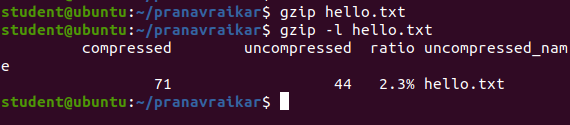 student@ubuntu:~/pranavraikar$ gzip hello.txt
student@ubuntu:~/pranavraikar$ gzip -l hello.txt
         compressed        uncompressed  ratio uncompressed_nam
e
                 71                  44   2.3% hello.txt
student@ubuntu:~/pranavraikar$